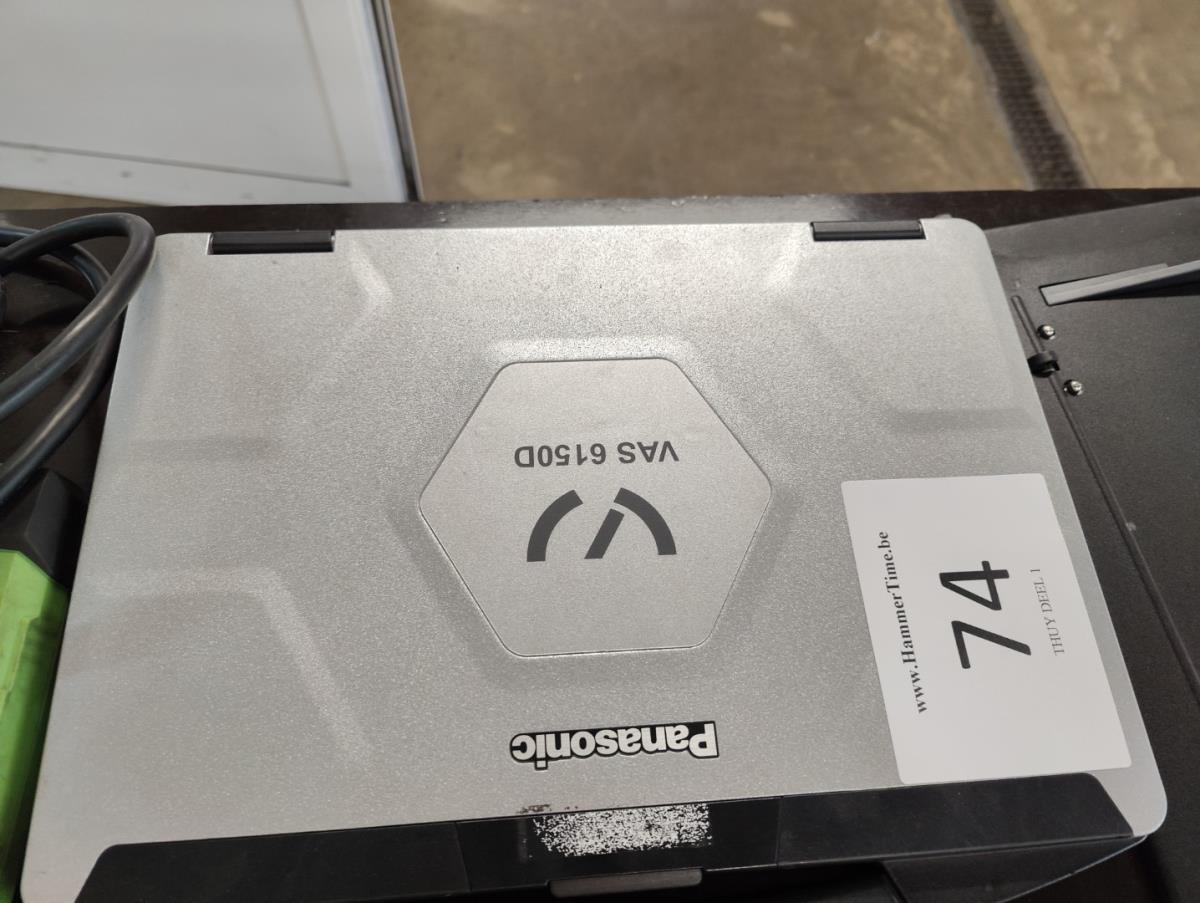 VAS 6150D
Panasonic
www.HammerTime.be
74
THUY DEEL 1